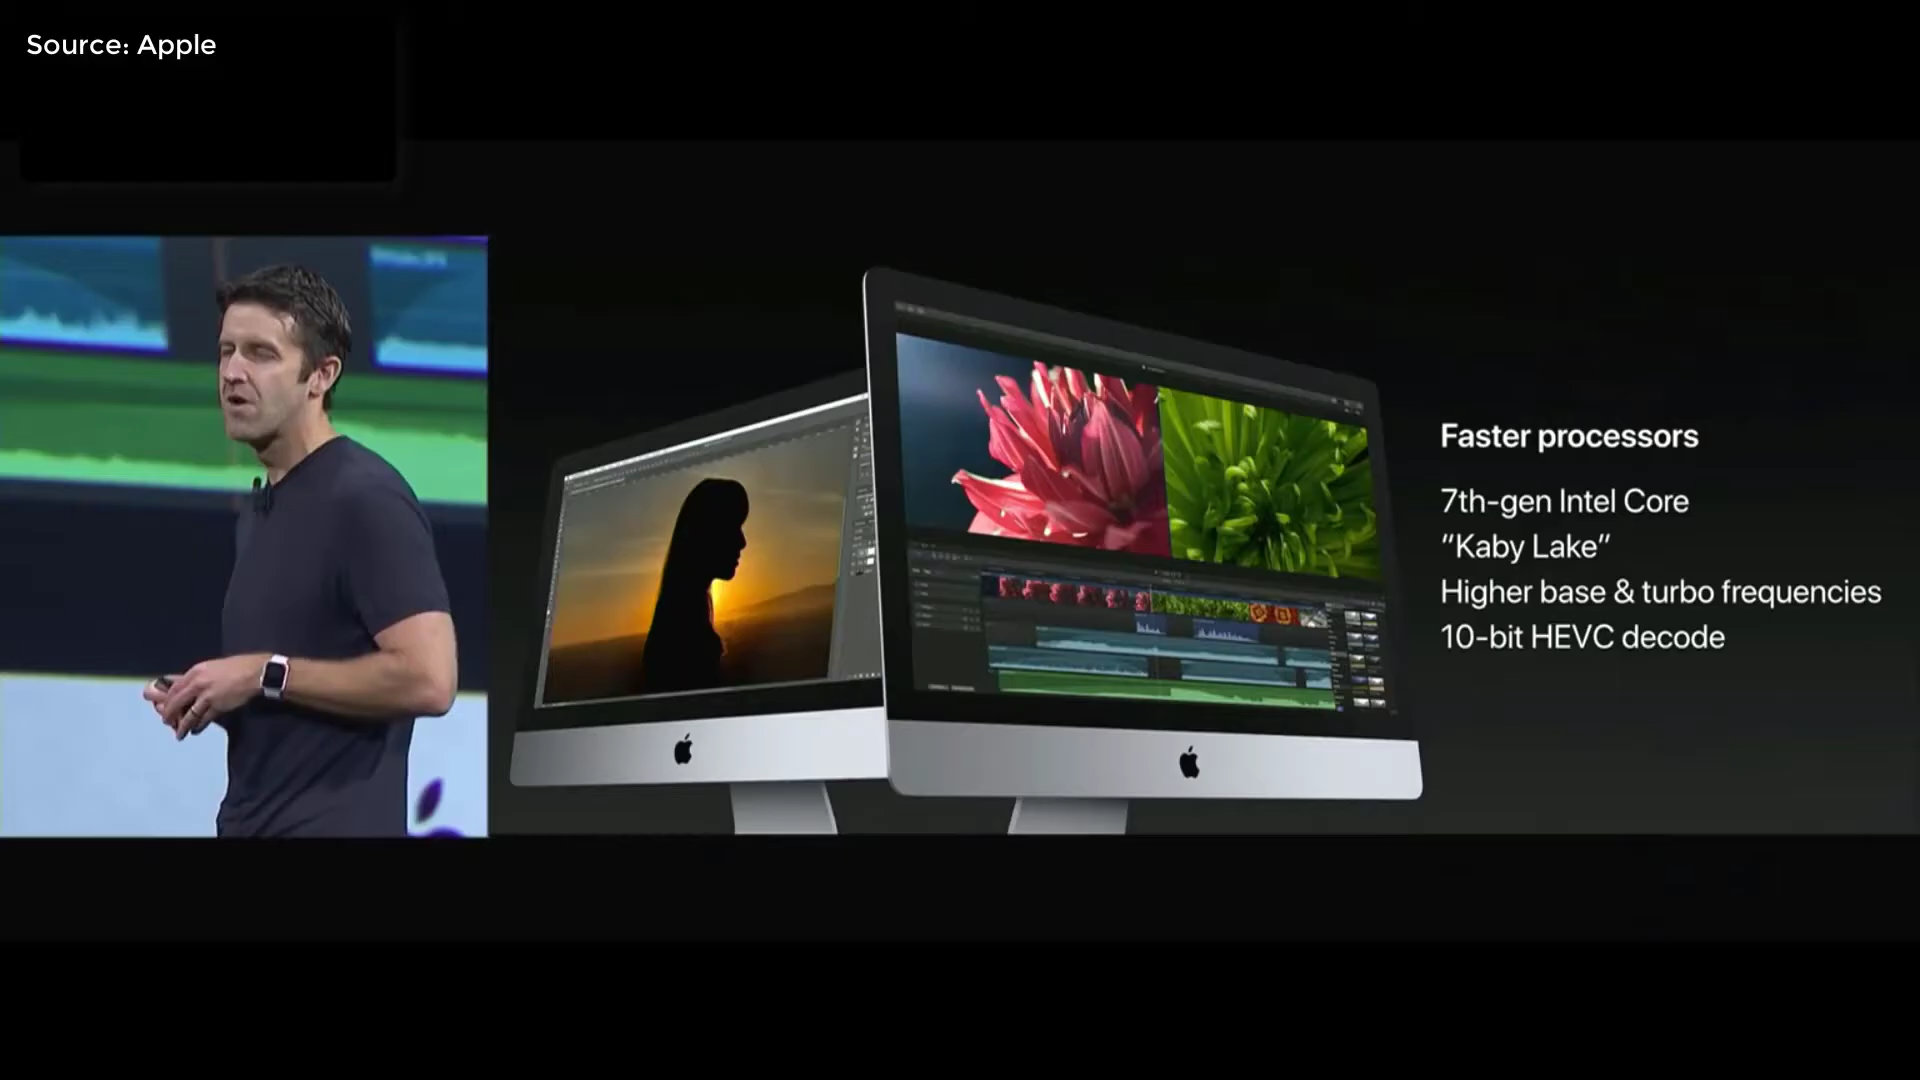 Source: Apple
Faster processors
7th-gen Intel Core
“Kaby Lake”
Higher base & turbo frequencies
10-bit HEVC decode